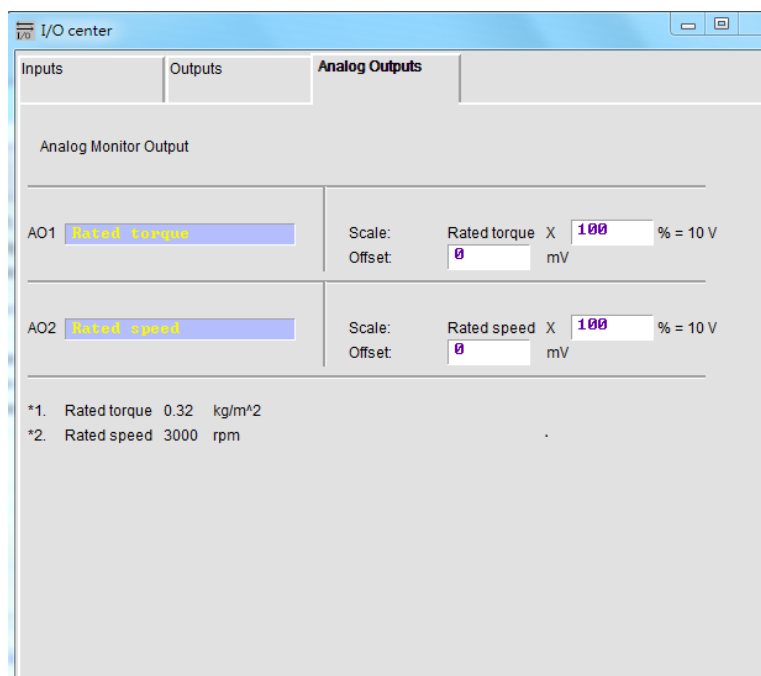 I/O center
Inputs Outputs Analog Outputs
Analog Monitor Output
AO1 Rated torque Scale: Rated torque X 100 % = 10 V
Offset: 0 mV
AO2 Rated speed Scale: Rated speed X 100 % = 10 V
Offset: 0 mV
*1. Rated torque 0.32 kg/m^2
*2. Rated speed 3000 rpm